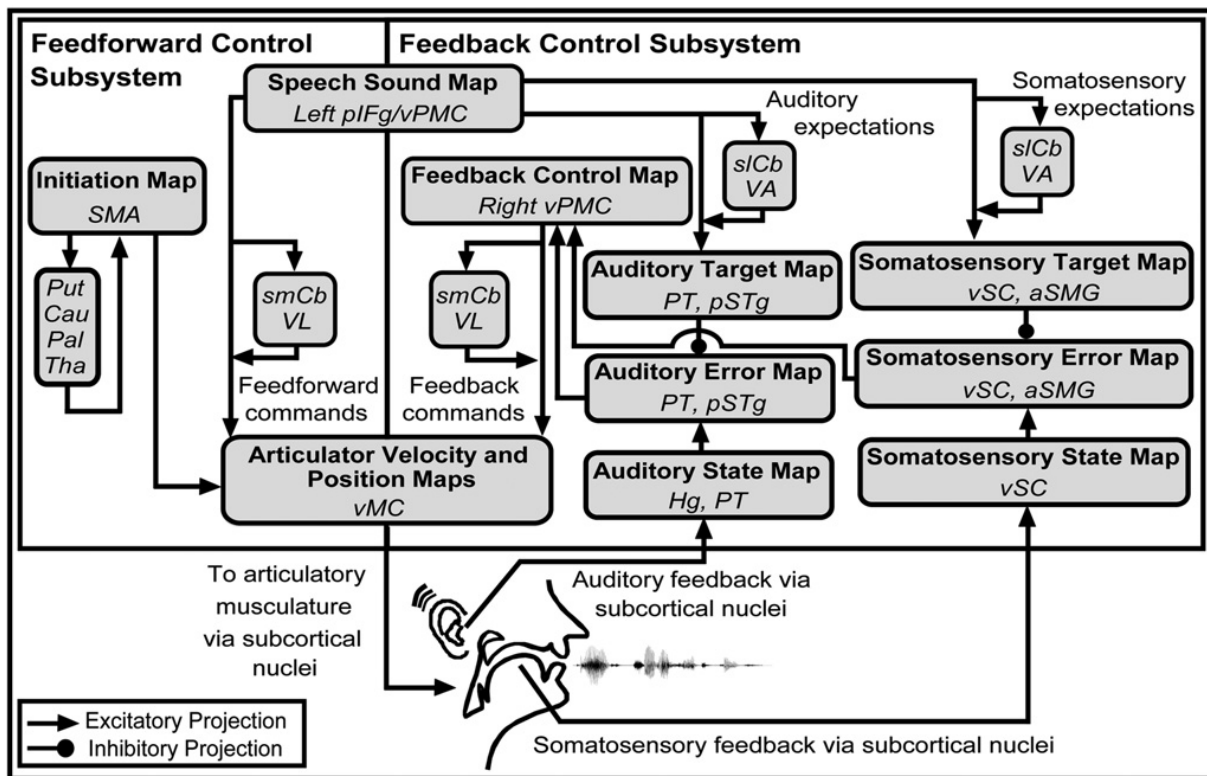 Feedforward Control
Subsystem
Feedback Control Subsystem
Speech Sound Map
Left pIFg/vPMC
Auditory
expectations
Somatosensory
expectations
slCb
VA
slCb
VA
Initiation Map
SMA
Feedback Control Map
Right vPMC
Put
Cau
Pal
Tha
smCb
VL
smCb
VL
Auditory Target Map
PT, pSTg
Somatosensory Target Map
vSC, aSMG
Feedforward
commands
Feedback
commands
Auditory Error Map
PT, pSTg
Somatosensory Error Map
vSC, aSMG
Articulator Velocity and
Position Maps
vMC
Auditory State Map
Hg, PT
Somatosensory State Map
vSC
To articulatory
musculature
via subcortical
nuclei
Auditory feedback via
subcortical nuclei
Excitatory Projection
Inhibitory Projection
Somatosensory feedback via subcortical nuclei